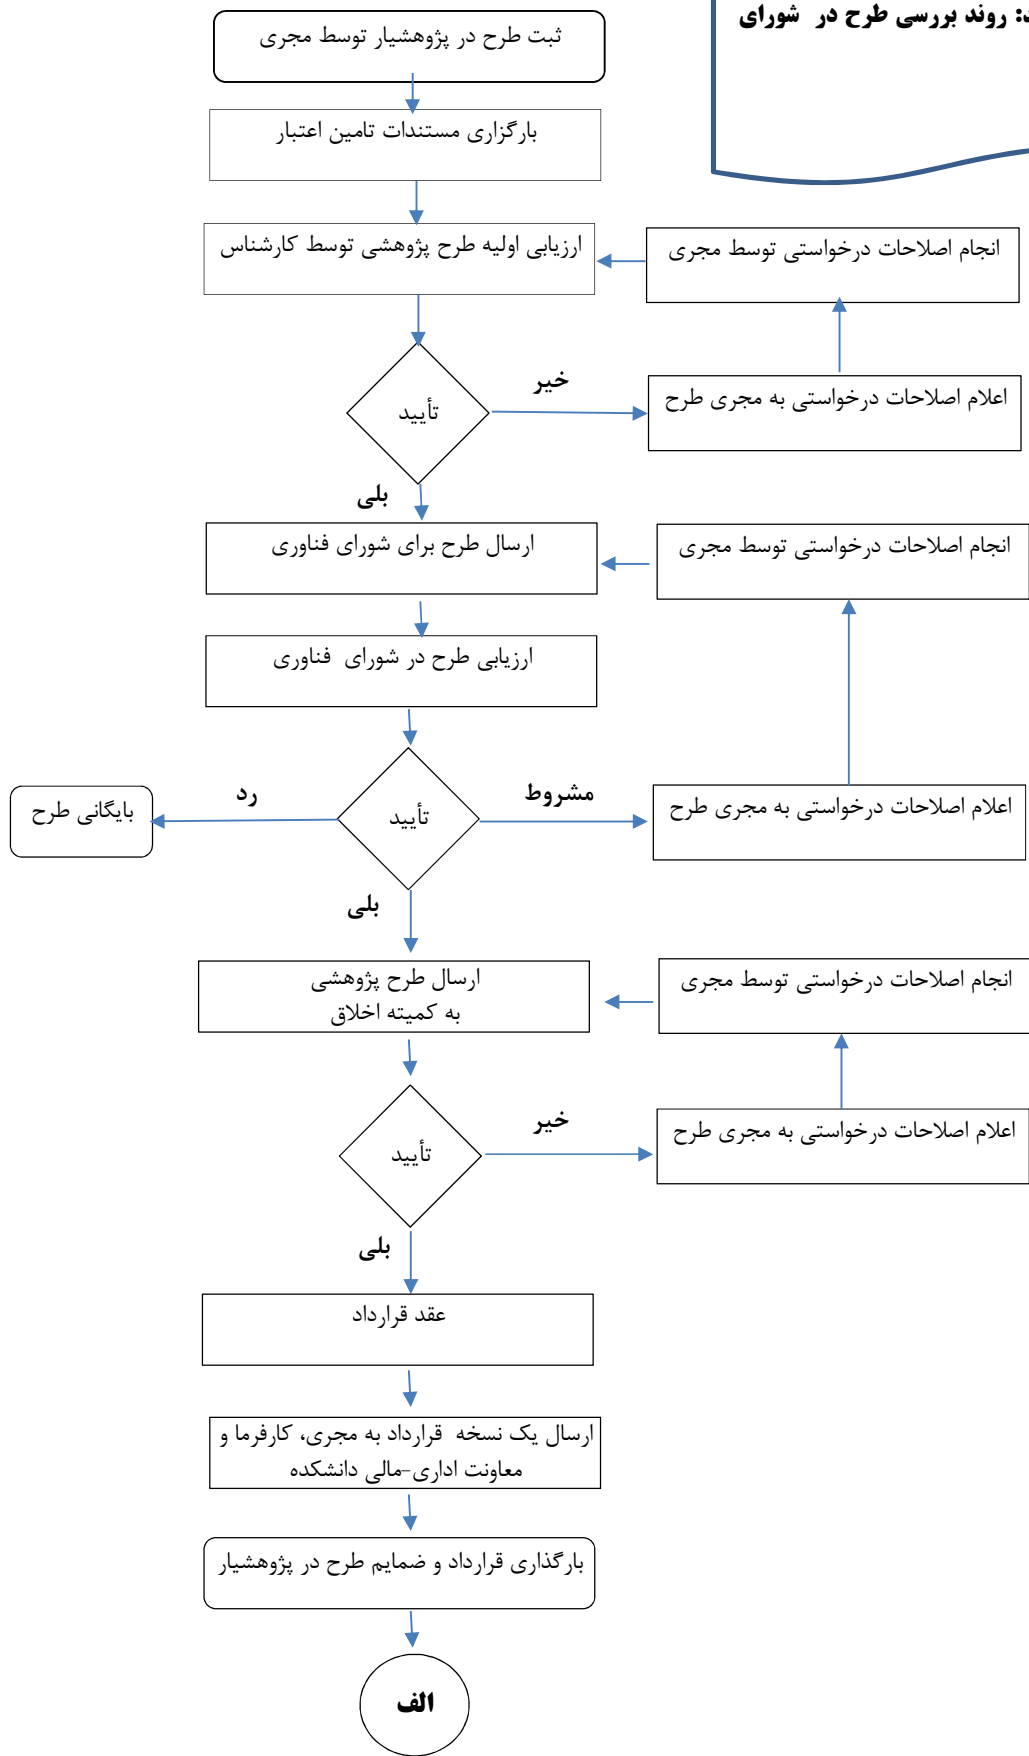 د: روند بررسی طرح در شورای
ثبت طرح در پژوهشیار توسط مجری
بارگزاری مستندات تامین اعتبار
ارزیابی اولیه طرح پژوهشی توسط کارشناس
انجام اصلاحات درخواستی توسط مجری
تأیید
خیر
اعلام اصلاحات درخواستی به مجری طرح
بلی
ارسال طرح برای شورای فناوری
انجام اصلاحات درخواستی توسط مجری
ارزیابی طرح در شورای فناوری
تأیید
مشروط
اعلام اصلاحات درخواستی به مجری طرح
رد
بایگانی طرح
بلی
ارسال طرح پژوهشی
به کمیته اخلاق
انجام اصلاحات درخواستی توسط مجری
تأیید
خیر
اعلام اصلاحات درخواستی به مجری طرح
بلی
عقد قرارداد
ارسال یک نسخه قرارداد به مجری، کارفرما و
معاونت اداری-مالی دانشکده
بارگذاری قرارداد و ضمایم طرح در پژوهشیار
الف